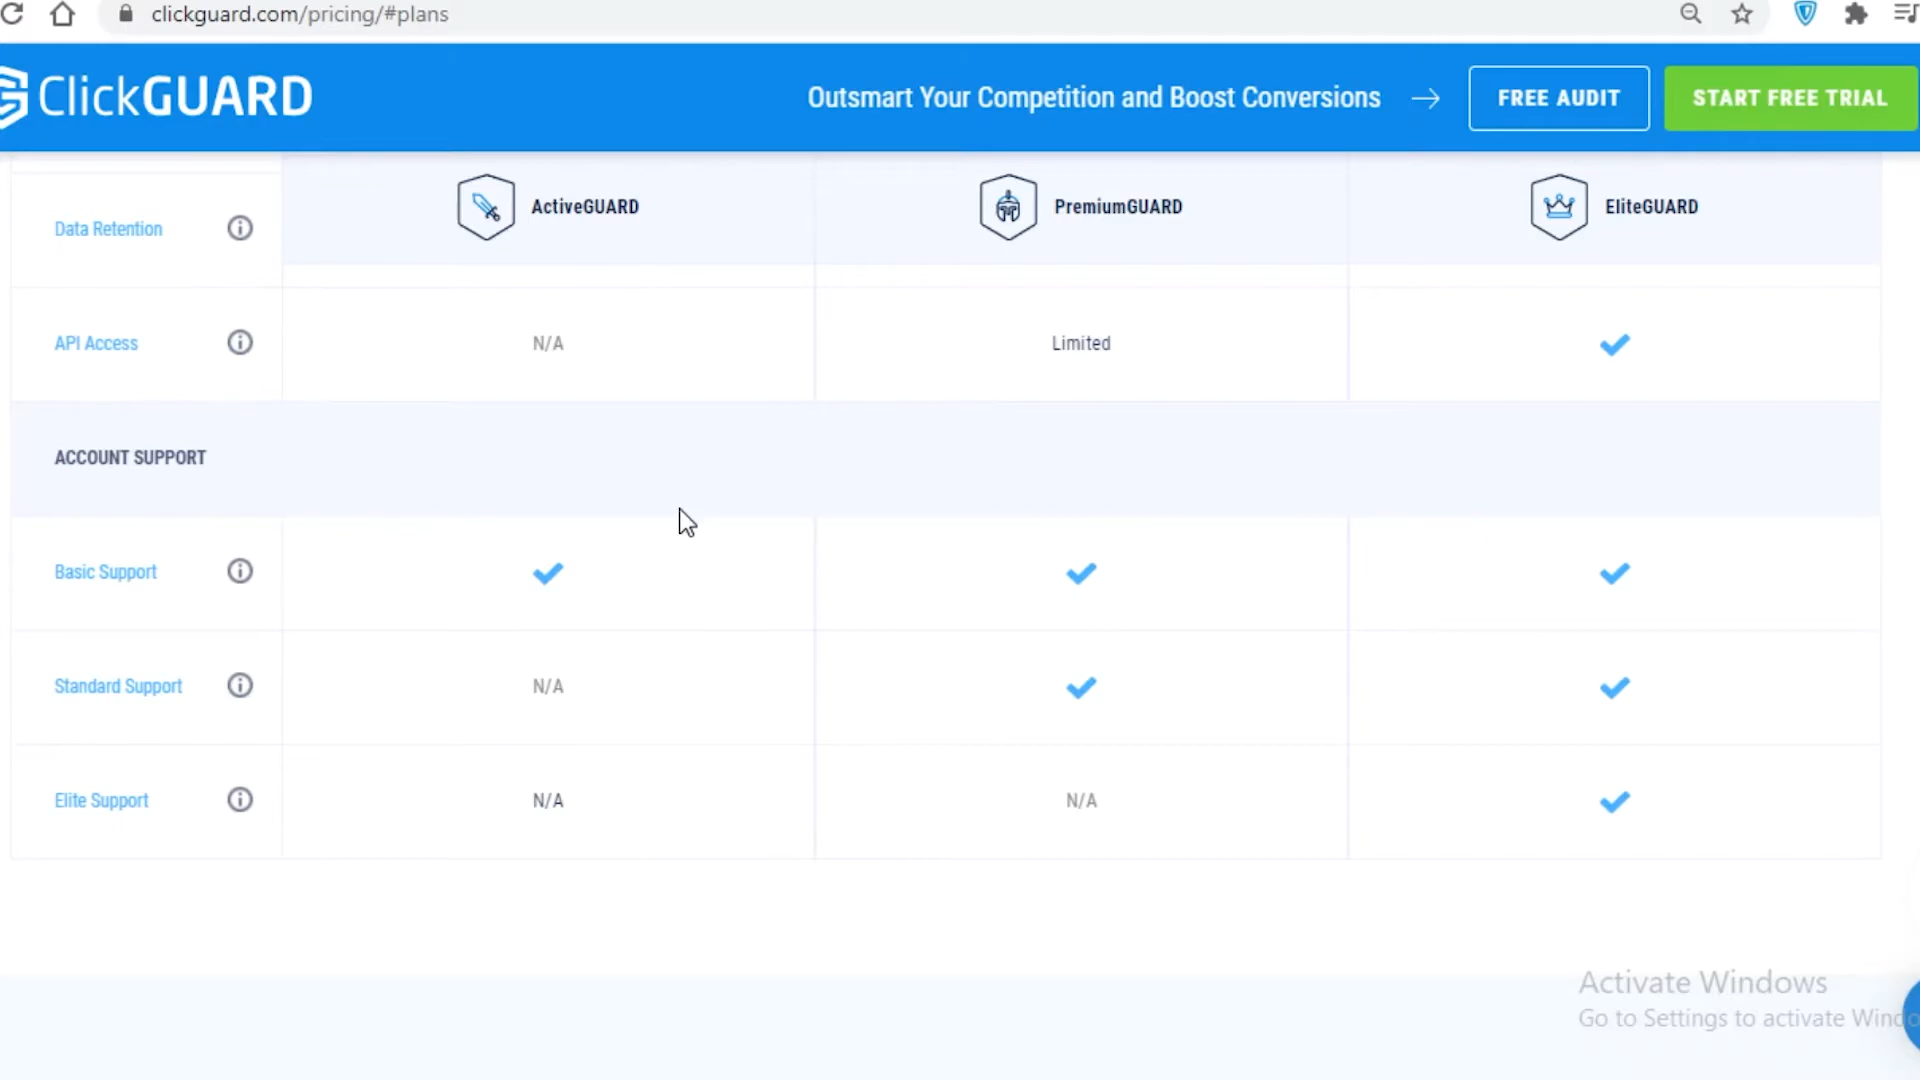 clickguard.com/pricing/#plans
ClickGUARD
Outsmart Your Competition and Boost Conversions
FREE AUDIT
START FREE TRIAL
Data Retention
ActiveGUARD
PremiumGUARD
EliteGUARD
API Access
N/A
Limited
ACCOUNT SUPPORT
Basic Support
Standard Support
N/A
Elite Support
N/A
N/A
Activate Windows
Go to Settings to activate Windo